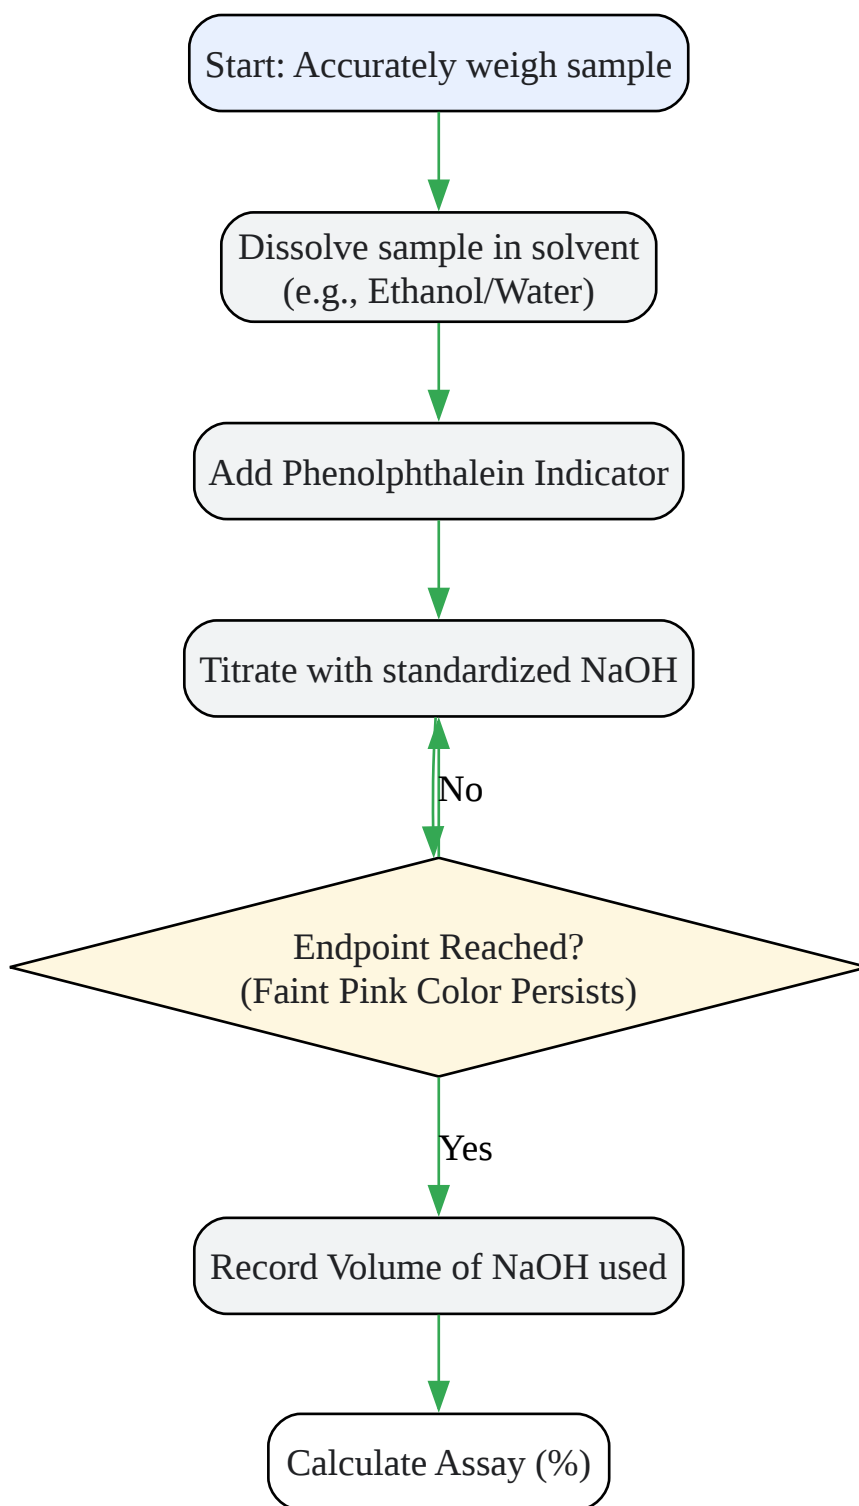 Start: Accurately weigh sample
Dissolve sample in solvent
(e.g., Ethanol/Water)
Add Phenolphthalein Indicator
Titrate with standardized NaOH
No
Endpoint Reached?
(Faint Pink Color Persists)
Yes
Record Volume of NaOH used
Calculate Assay (%)